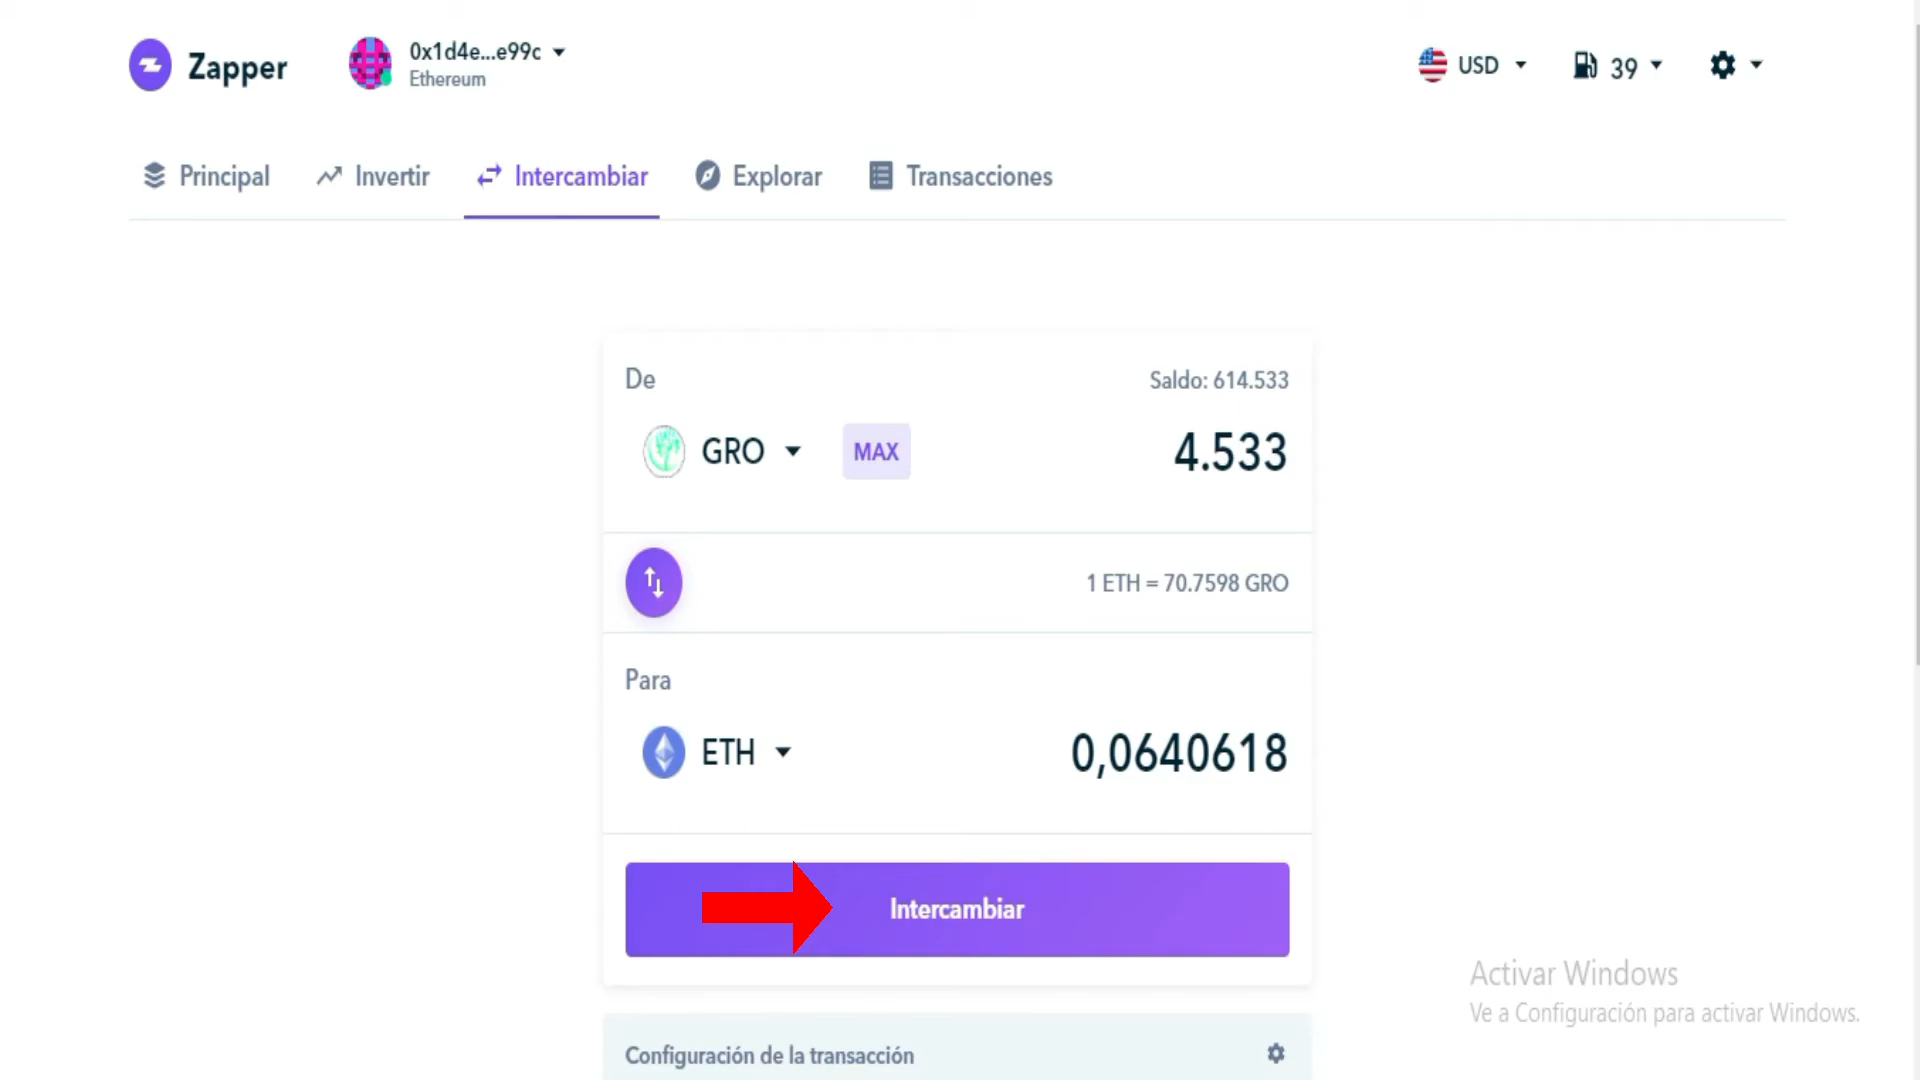 Zapper
0x1d4e...e99c
Ethereum
USD
39
Principal
Invertir
Intercambiar
Explorar
Transacciones
De
Saldo: 614.533
GRO
MAX
4.533
1 ETH = 70.7598 GRO
Para
ETH
0,0640618
Intercambiar
Activar Windows
Ve a Configuración para activar Windows.
Configuración de la transacción